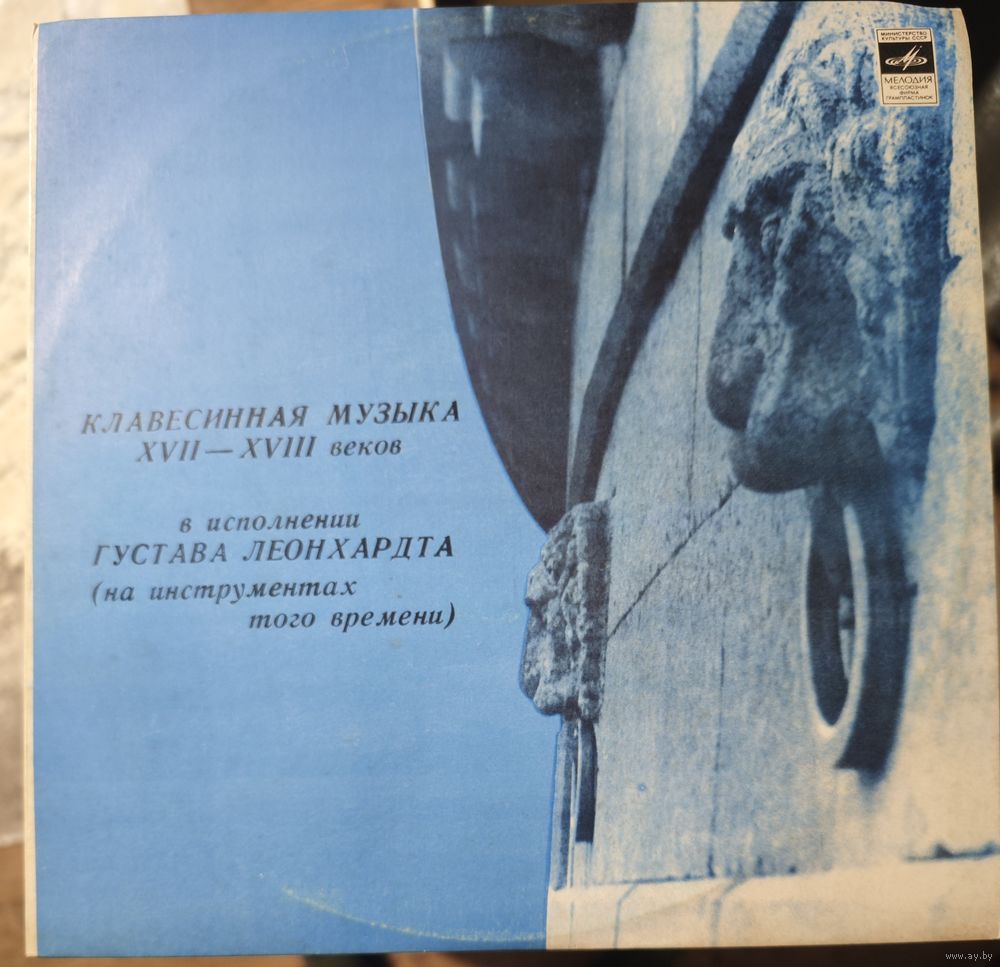 МИНИСТЕРСТВО
КУЛЬТУРЫ СССР
МЕЛОДИЯ
ВСЕСОЮЗНАЯ
ФИРМА
ГРАМПЛАСТИНОК
КЛАВЕСИННАЯ МУЗЫКА
XVII — XVIII веков
в исполнении
ГУСТАВА ЛЕОНХАРДТА
(на инструментах
того времени)
www.ay.by